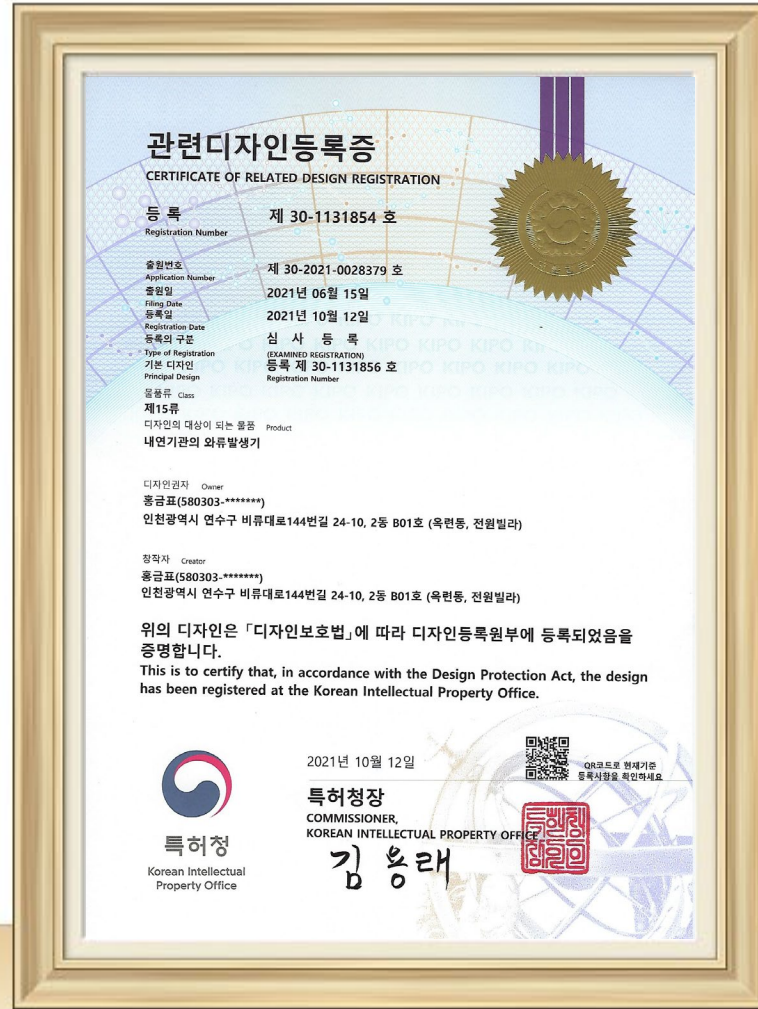 관련디자인등록증
CERTIFICATE OF RELATED DESIGN REGISTRATION
등 록 제 30-1131854 호
Registration Number
출원번호 제 30-2021-0028379 호
Application Number
출원일 2021년 06월 15일
Filing Date
등록일 2021년 10월 12일
Registration Date
등록의 구분 심 사 등 록
Type of Registration (EXAMINED REGISTRATION)
기본 디자인 등록 제 30-1131856 호
Principal Design Registration Number
물품류 Class
제15류
디자인의 대상이 되는 물품 Product
내연기관의 와류발생기
디자인권자 Owner
홍금표(580303-*******)
인천광역시 연수구 비류대로144번길 24-10, 2동 B01호 (옥련동, 전원빌라)
창작자 Creator
홍금표(580303-*******)
인천광역시 연수구 비류대로144번길 24-10, 2동 B01호 (옥련동, 전원빌라)
위의 디자인은 「디자인보호법」에 따라 디자인등록원부에 등록되었음을
증명합니다.
This is to certify that, in accordance with the Design Protection Act, the design
has been registered at the Korean Intellectual Property Office.
2021년 10월 12일
QR코드로 현재기준
등록사항을 확인하세요
특허청장
COMMISSIONER,
KOREAN INTELLECTUAL PROPERTY OFFICE
김용래
특허청
Korean Intellectual
Property Office